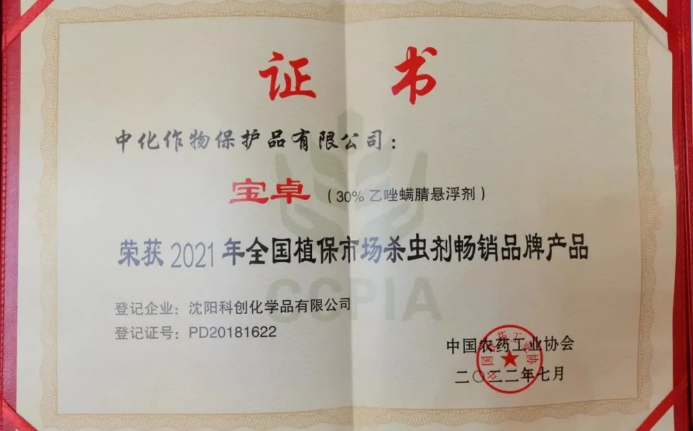 证书
中化作物保护品有限公司：
宝卓（30% 乙唑螨腈悬浮剂）
荣获2021年全国植保市场杀虫剂畅销品牌产品
CCPIA
登记企业：沈阳科创化学品有限公司
登记证号：PD20181622
中国农药工业协会
二〇二二年七月